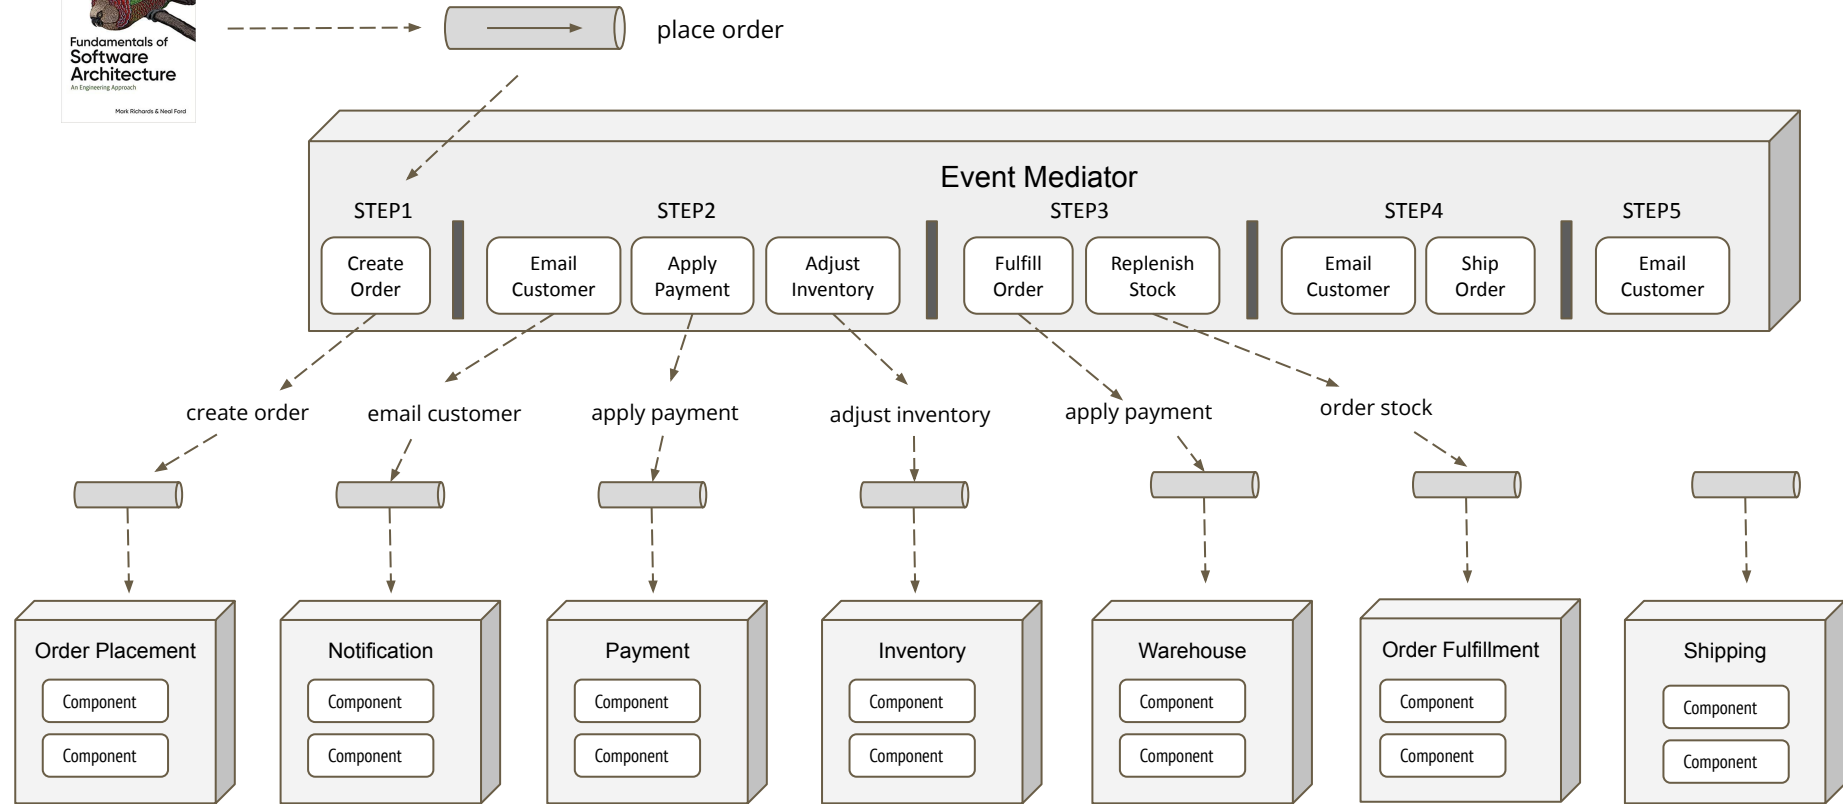 Fundamentals of
Software
Architecture
An Engineering Approach
Mark Richards & Neal Ford
place order
Event Mediator
STEP1
STEP2
STEP3
STEP4
STEP5
Create
Order
Email
Customer
Apply
Payment
Adjust
Inventory
Fulfill
Order
Replenish
Stock
Email
Customer
Ship
Order
Email
Customer
create order
email customer
apply payment
adjust inventory
apply payment
order stock
Order Placement
Component
Component
Notification
Component
Component
Payment
Component
Component
Inventory
Component
Component
Warehouse
Component
Component
Order Fulfillment
Component
Component
Shipping
Component
Component